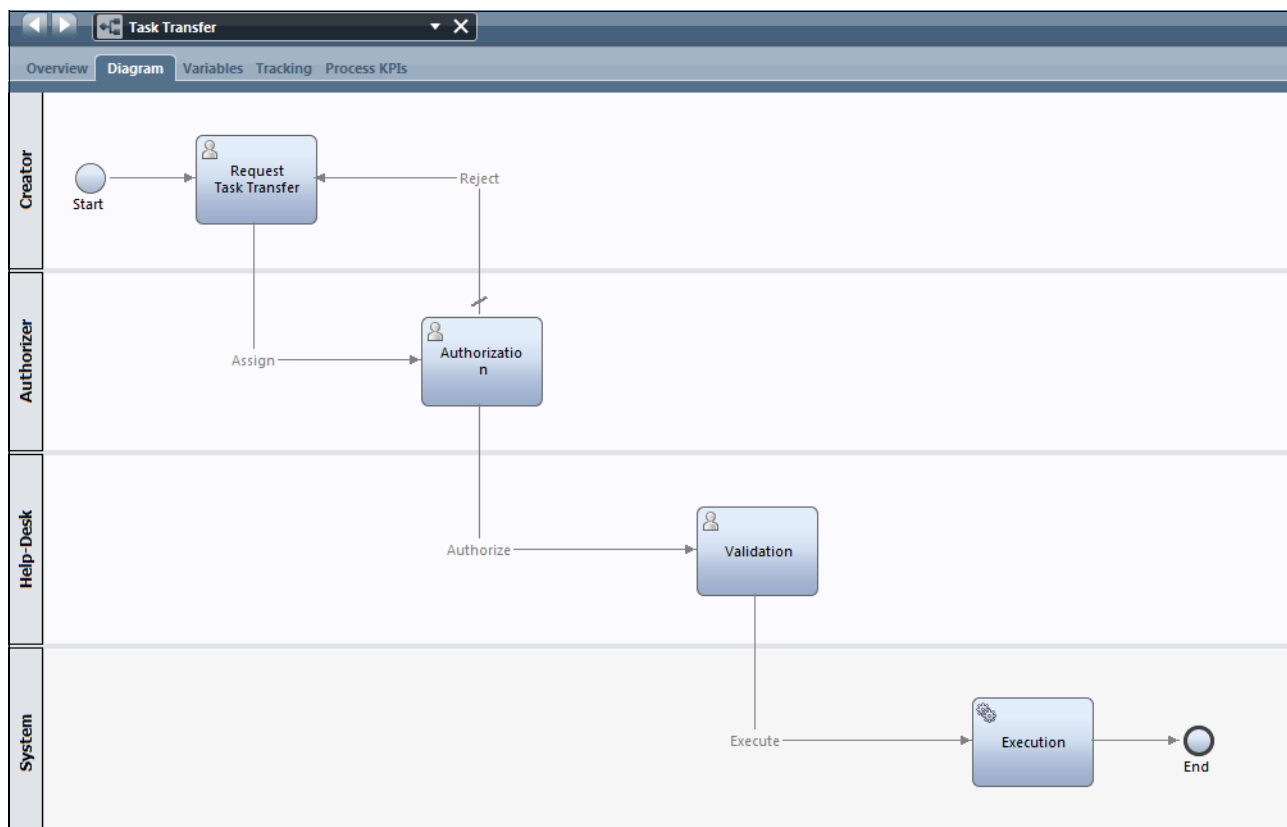 Task Transfer
Overview Diagram Variables Tracking Process KPIs
Creator
Request
Task Transfer
Reject
Start
Authorizer
Authorizatio
n
Assign
Help-Desk
Validation
Authorize
System
Execute
Execution
End